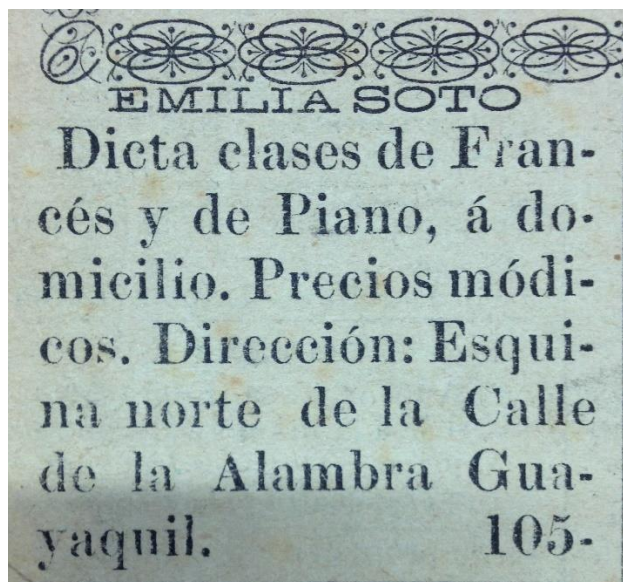 EMILIA SOTO
Dicta clases de Fran-
cés y de Piano, á do-
micilio. Precios módi-
cos. Dirección: Esqui-
na norte de la Calle
de la Alambra Gua-
yaquil. 105-